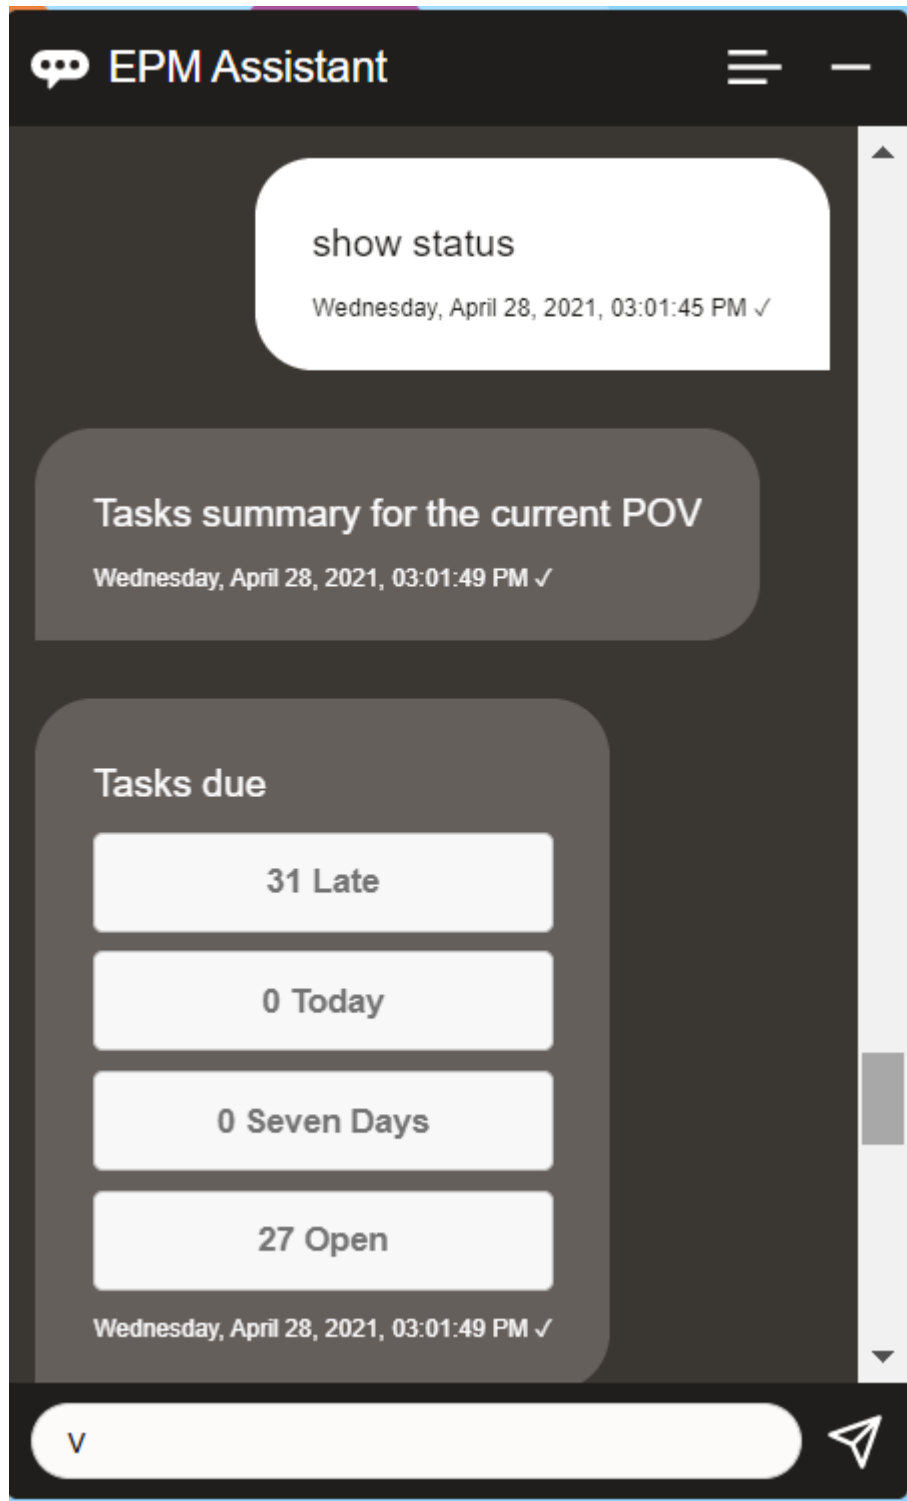 EPM Assistant
show status
Wednesday, April 28, 2021, 03:01:45 PM ✓
Tasks summary for the current POV
Wednesday, April 28, 2021, 03:01:49 PM ✓
Tasks due
31 Late
0 Today
0 Seven Days
27 Open
Wednesday, April 28, 2021, 03:01:49 PM ✓
v